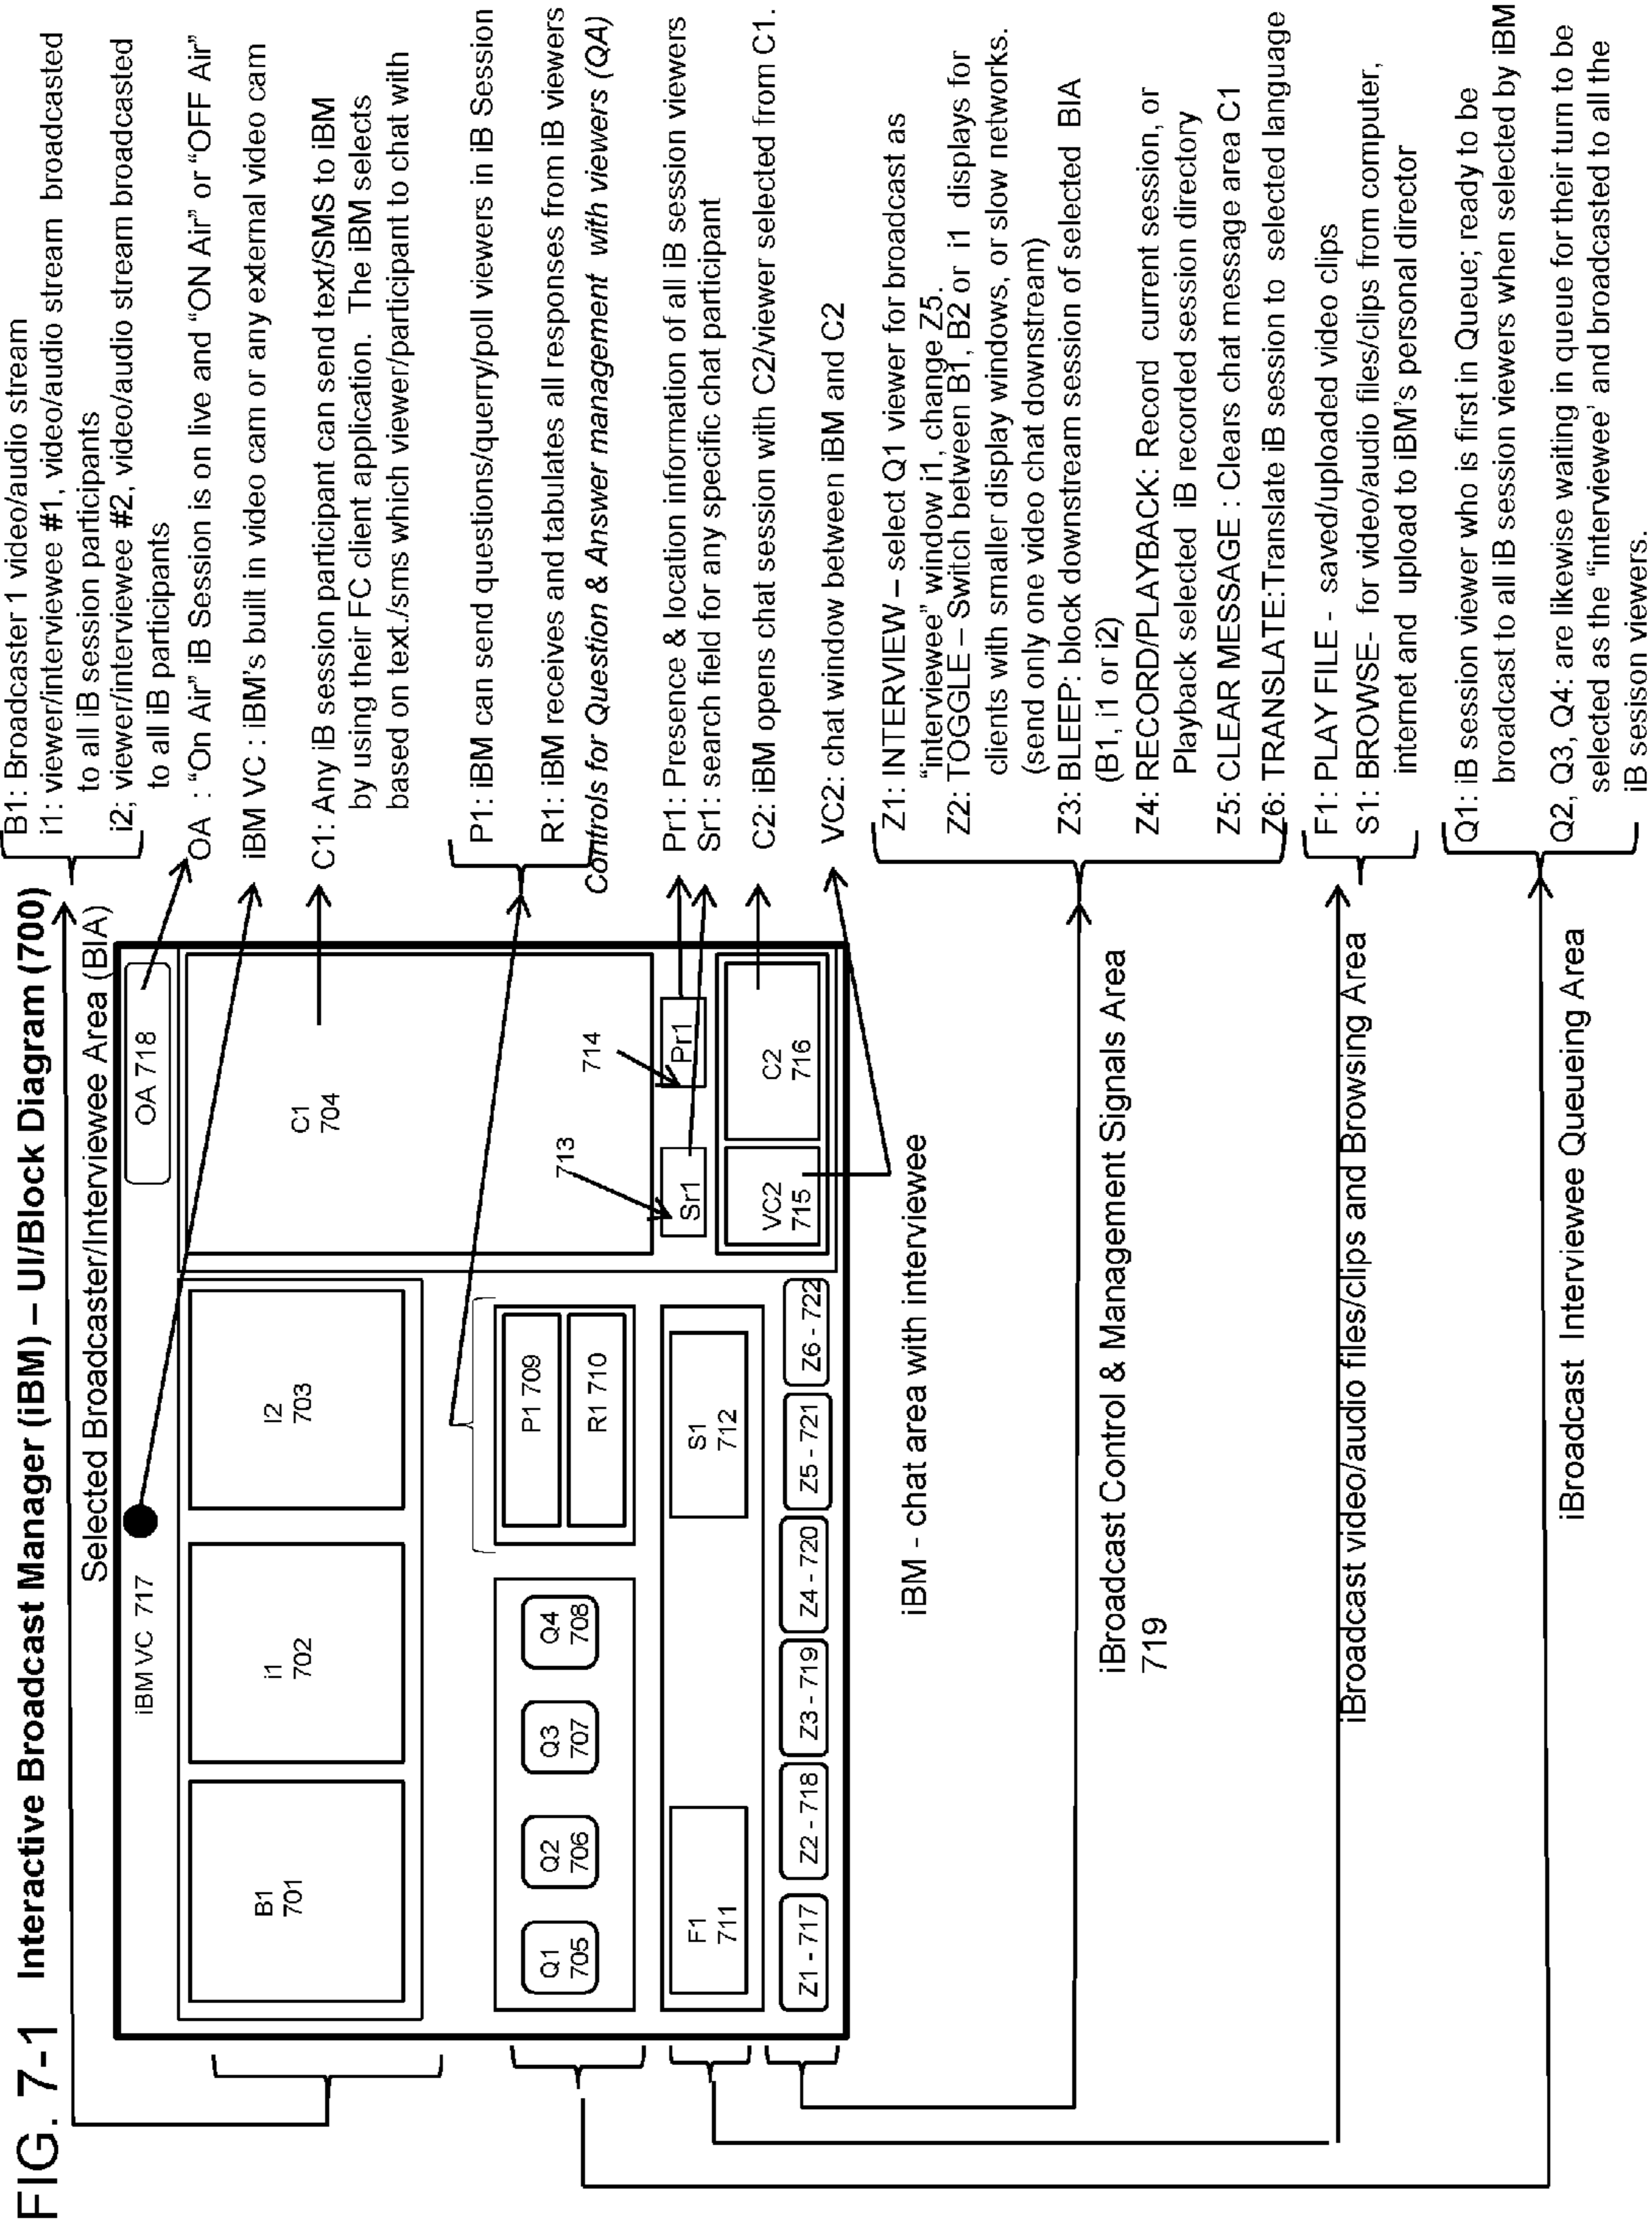 FIG. 7-1 Interactive Broadcast Manager (iBM) – UI/Block Diagram (700)
Selected Broadcaster/Interviewee Area (BIA)
iBM VC 717
OA 718
B1
701
i1
702
I2
703
C1
704
Q1
705
Q2
706
Q3
707
Q4
708
P1 709
R1 710
713
714
F1
711
S1
712
Sr1
Pr1
VC2
715
C2
716
Z1 - 717
Z2 - 718
Z3 - 719
Z4 - 720
Z5 - 721
Z6 - 722
iBM - chat area with interviewee
iBroadcast Control & Management Signals Area
719
iBroadcast video/audio files/clips and Browsing Area
iBroadcast Interviewee Queueing Area
B1: Broadcaster 1 video/audio stream
i1: viewer/interviewee #1, video/audio stream broadcasted
to all iB session participants
i2; viewer/interviewee #2, video/audio stream broadcasted
to all iB participants
OA : "On Air" iB Session is on live and "ON Air" or "OFF Air"
iBM VC : iBM's built in video cam or any external video cam
C1: Any iB session participant can send text/SMS to iBM
by using their FC client application. The iBM selects
based on text./sms which viewer/participant to chat with
P1: iBM can send questions/querry/poll viewers in iB Session
R1: iBM receives and tabulates all responses from iB viewers
Controls for Question & Answer management with viewers (QA)
Pr1: Presence & location information of all iB session viewers
Sr1: search field for any specific chat participant
C2: iBM opens chat session with C2/viewer selected from C1.
VC2: chat window between iBM and C2
Z1: INTERVIEW – select Q1 viewer for broadcast as
"interviewee" window i1, change Z5.
Z2: TOGGLE – Switch between B1, B2 or i1 displays for
clients with smaller display windows, or slow networks.
(send only one video chat downstream)
Z3: BLEEP: block downstream session of selected BIA
(B1, i1 or i2)
Z4: RECORD/PLAYBACK: Record current session, or
Playback selected iB recorded session directory
Z5: CLEAR MESSAGE : Clears chat message area C1
Z6: TRANSLATE:Translate iB session to selected language
F1: PLAY FILE - saved/uploaded video clips
S1: BROWSE- for video/audio files/clips from computer,
internet and upload to iBM's personal director
Q1: iB session viewer who is first in Queue; ready to be
broadcast to all iB session viewers when selected by iBM
Q2, Q3, Q4: are likewise waiting in queue for their turn to be
selected as the "interviewee' and broadcasted to all the
iB sesison viewers.